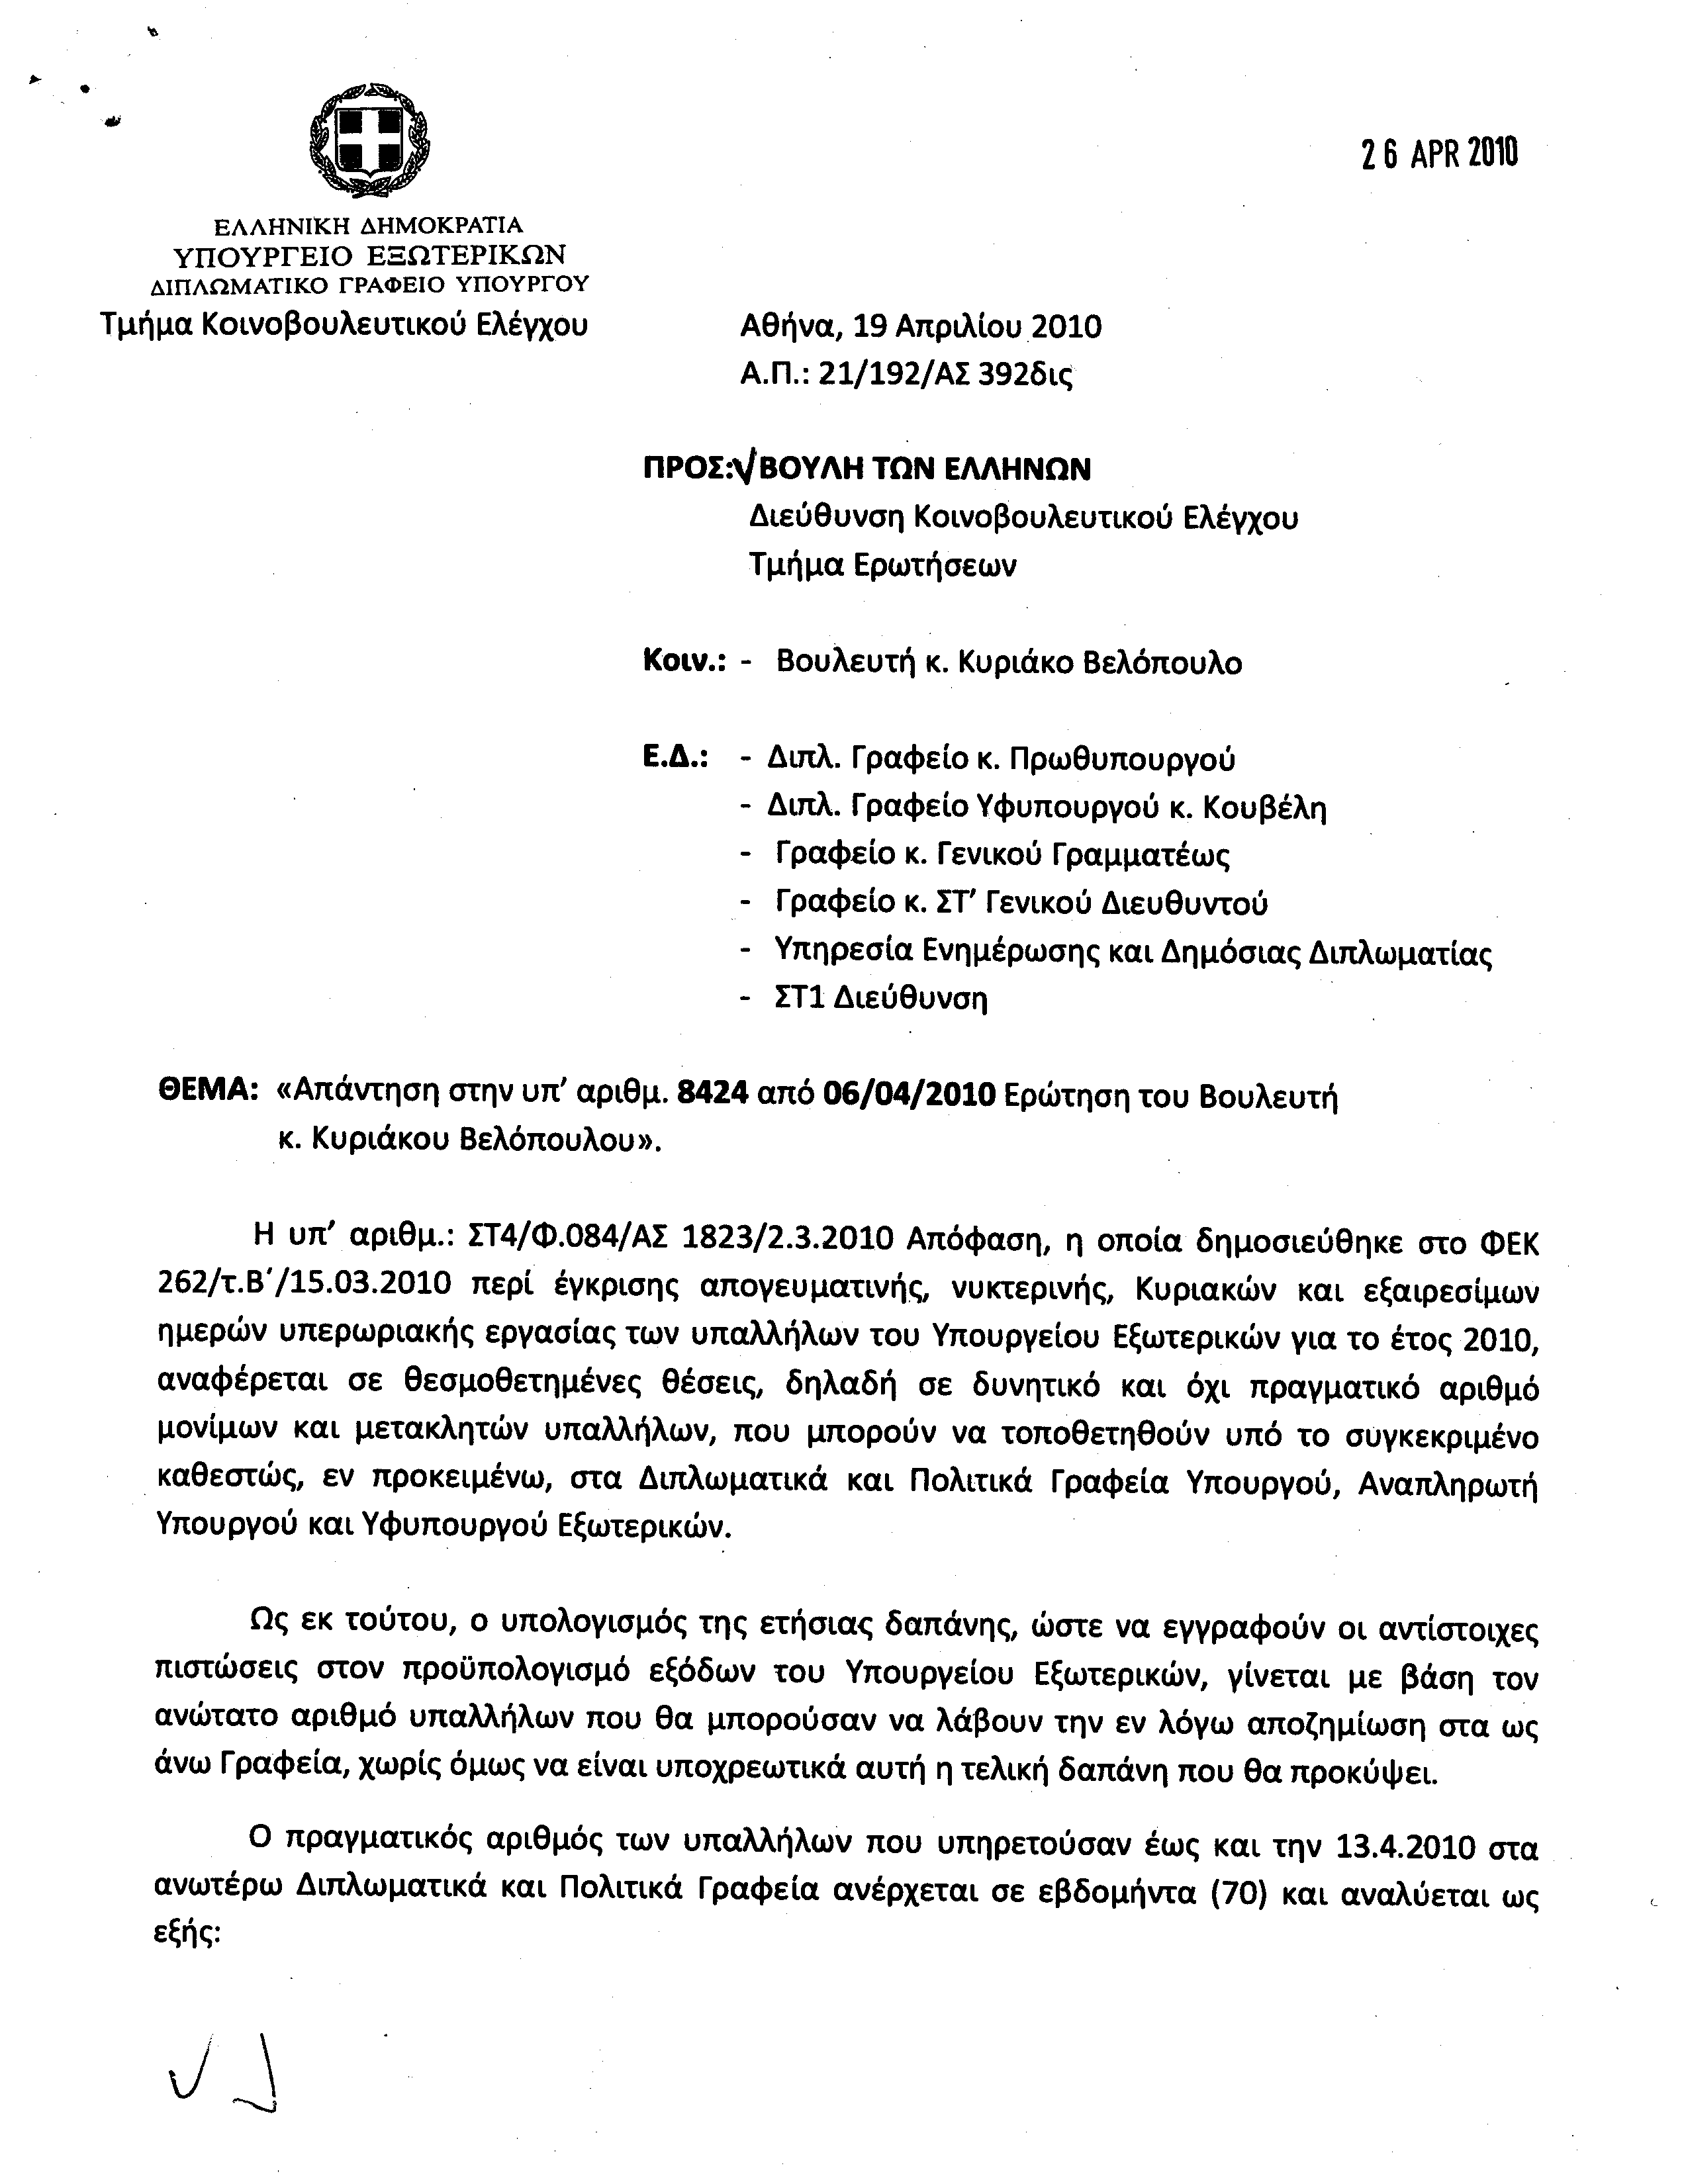 26 APR 2010
ΕΛΛΗΝΙΚΗ ΔΗΜΟΚΡΑΤΙΑ
ΥΠΟΥΡΓΕΙΟ ΕΞΩΤΕΡΙΚΩΝ
ΔΙΠΛΩΜΑΤΙΚΟ ΓΡΑΦΕΙΟ ΥΠΟΥΡΓΟΥ
Τμήμα Κοινοβουλευτικού Ελέγχου
Αθήνα, 19 Απριλίου 2010
Α.Π.: 21/192/ΑΣ 392δις
ΠΡΟΣ:√ ΒΟΥΛΗ ΤΩΝ ΕΛΛΗΝΩΝ
Διεύθυνση Κοινοβουλευτικού Ελέγχου
Τμήμα Ερωτήσεων
Κοιν.: - Βουλευτή κ. Κυριάκο Βελόπουλο
Ε.Δ.: - Διπλ. Γραφείο κ. Πρωθυπουργού
- Διπλ. Γραφείο Υφυπουργού κ. Κουβέλη
- Γραφείο κ. Γενικού Γραμματέως
- Γραφείο κ. ΣΤ' Γενικού Διευθυντού
- Υπηρεσία Ενημέρωσης και Δημόσιας Διπλωματίας
- ΣΤ1 Διεύθυνση
ΘΕΜΑ: «Απάντηση στην υπ' αριθμ. 8424 από 06/04/2010 Ερώτηση του Βουλευτή
κ. Κυριάκου Βελόπουλου».
Η υπ' αριθμ.: ΣΤ4/Φ.084/ΑΣ 1823/2.3.2010 Απόφαση, η οποία δημοσιεύθηκε στο ΦΕΚ
262/τ.Β΄/15.03.2010 περί έγκρισης απογευματινής, νυκτερινής, Κυριακών και εξαιρεσίμων
ημερών υπερωριακής εργασίας των υπαλλήλων του Υπουργείου Εξωτερικών για το έτος 2010,
αναφέρεται σε θεσμοθετημένες θέσεις, δηλαδή σε δυνητικό και όχι πραγματικό αριθμό
μονίμων και μετακλητών υπαλλήλων, που μπορούν να τοποθετηθούν υπό το συγκεκριμένο
καθεστώς, εν προκειμένω, στα Διπλωματικά και Πολιτικά Γραφεία Υπουργού, Αναπληρωτή
Υπουργού και Υφυπουργού Εξωτερικών.
Ως εκ τούτου, ο υπολογισμός της ετήσιας δαπάνης, ώστε να εγγραφούν οι αντίστοιχες
πιστώσεις στον προϋπολογισμό εξόδων του Υπουργείου Εξωτερικών, γίνεται με βάση τον
ανώτατο αριθμό υπαλλήλων που θα μπορούσαν να λάβουν την εν λόγω αποζημίωση στα ως
άνω Γραφεία, χωρίς όμως να είναι υποχρεωτικά αυτή η τελική δαπάνη που θα προκύψει.
Ο πραγματικός αριθμός των υπαλλήλων που υπηρετούσαν έως και την 13.4.2010 στα
ανωτέρω Διπλωματικά και Πολιτικά Γραφεία ανέρχεται σε εβδομήντα (70) και αναλύεται ως
εξής: